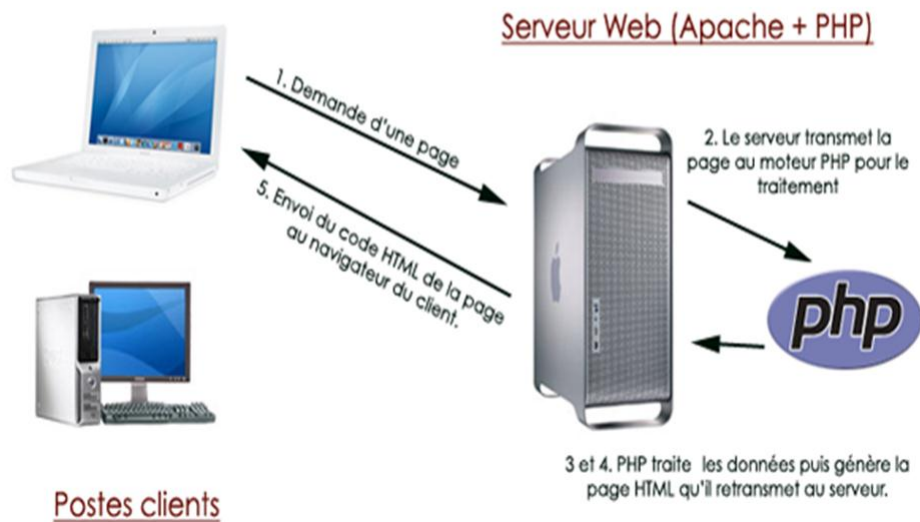 Serveur Web (Apache + PHP)
1. Demande d'une page
2. Le serveur transmet la
page au moteur PHP pour le
traitement
php
3 et 4. PHP traite les données puis génère la
page HTML qu'il retransmet au serveur.
5. Envoi du code HTML de la page
au navigateur du client.
Postes clients